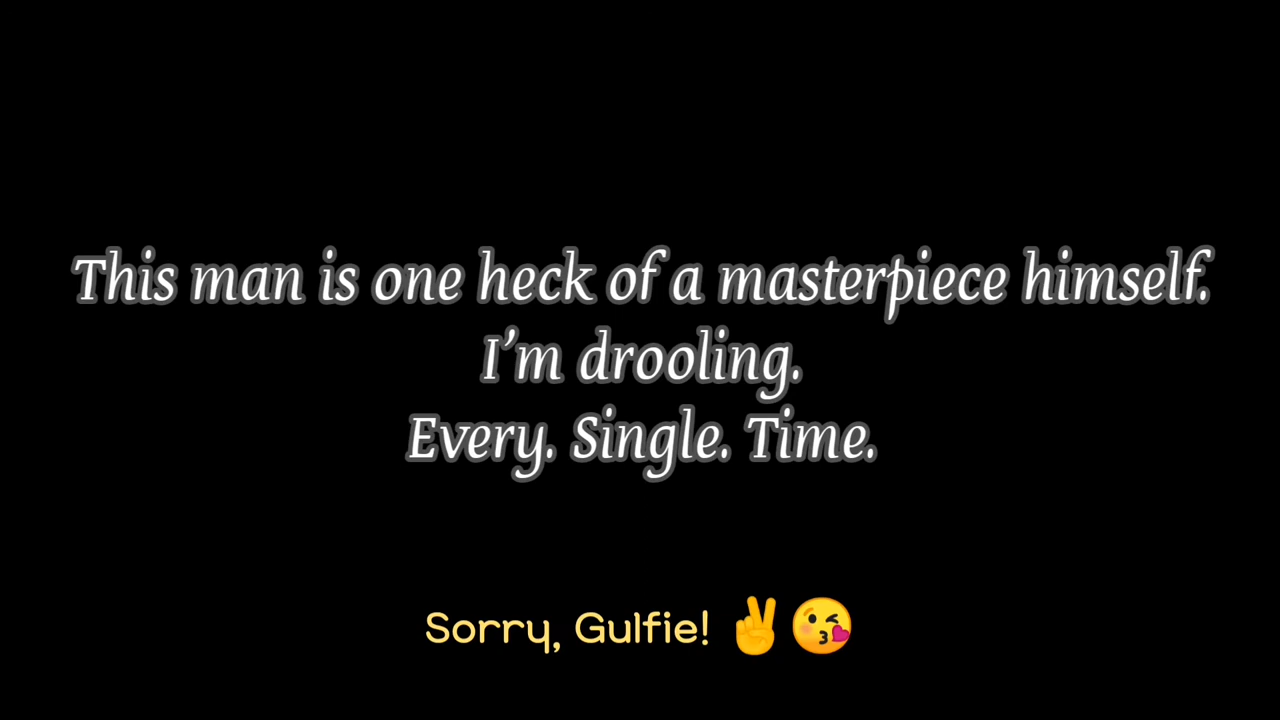 This man is one heck of a masterpiece himself.
I’m drooling.
Every. Single. Time.
Sorry, Gulfie! ✌️😘